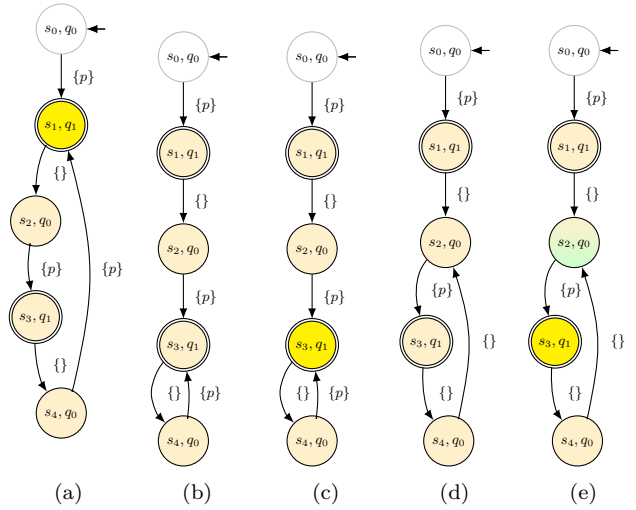 s₀, q₀
{p}
s₁, q₁
{}
s₂, q₀
{p}
{p}
s₃, q₁
{}
s₄, q₀
(a)
s₀, q₀
{p}
s₁, q₁
{}
s₂, q₀
{p}
s₃, q₁
{} {p}
s₄, q₀
(b)
s₀, q₀
{p}
s₁, q₁
{}
s₂, q₀
{p}
s₃, q₁
{} {p}
s₄, q₀
(c)
s₀, q₀
{p}
s₁, q₁
{}
s₂, q₀
{p}
s₃, q₁
{}
{}
s₄, q₀
(d)
s₀, q₀
{p}
s₁, q₁
{}
s₂, q₀
{p}
s₃, q₁
{}
{}
s₄, q₀
(e)